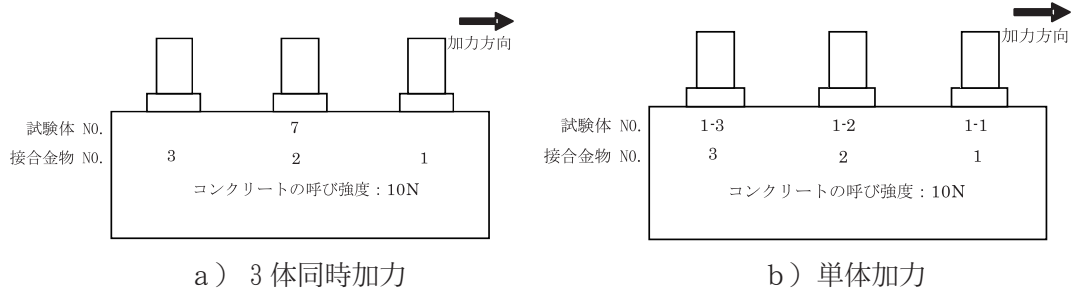 加力方向
試験体 NO. 7
接合金物 NO. 3 2 1
コンクリートの呼び強度：10N
a） 3体同時加力
加力方向
試験体 NO. 1-3 1-2 1-1
接合金物 NO. 3 2 1
コンクリートの呼び強度：10N
b）単体加力